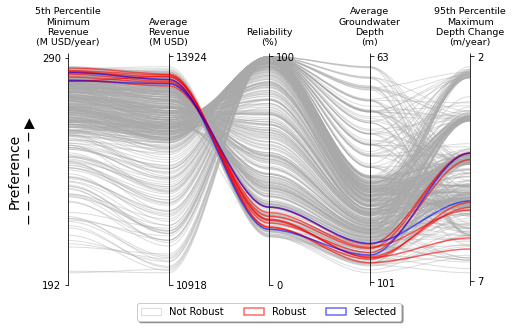 5th Percentile
Minimum
Revenue
(M USD/year)
Average
Revenue
(M USD)
Reliability
(%)
Average
Groundwater
Depth
(m)
95th Percentile
Maximum
Depth Change
(m/year)
290
13924
100
63
2
Preference
192
10918
0
101
7
Not Robust
Robust
Selected